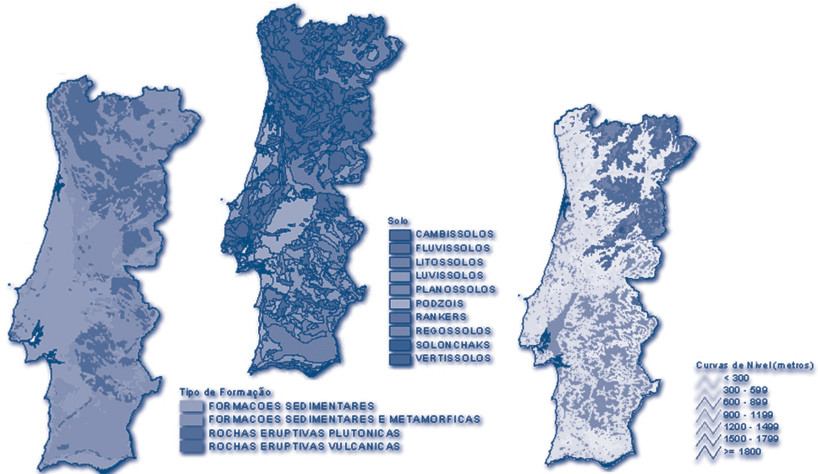 Solo
CAMBISSOLOS
FLUVISSOLOS
LITOSSOLOS
LUVISSOLOS
PLANOSSOLOS
PODZOIS
RANKERS
REGOSSOLOS
SOLONCHAKS
VERTISSOLOS
Tipo de Formação
FORMACOES SEDIMENTARES
FORMACOES SEDIMENTARES E METAMORFICAS
ROCHAS ERUPTIVAS PLUTONICAS
ROCHAS ERUPTIVAS VULCANICAS
Curvas de Nível(metros)
< 300
300 - 599
600 - 899
900 - 1199
1200 - 1499
1500 - 1799
>= 1800